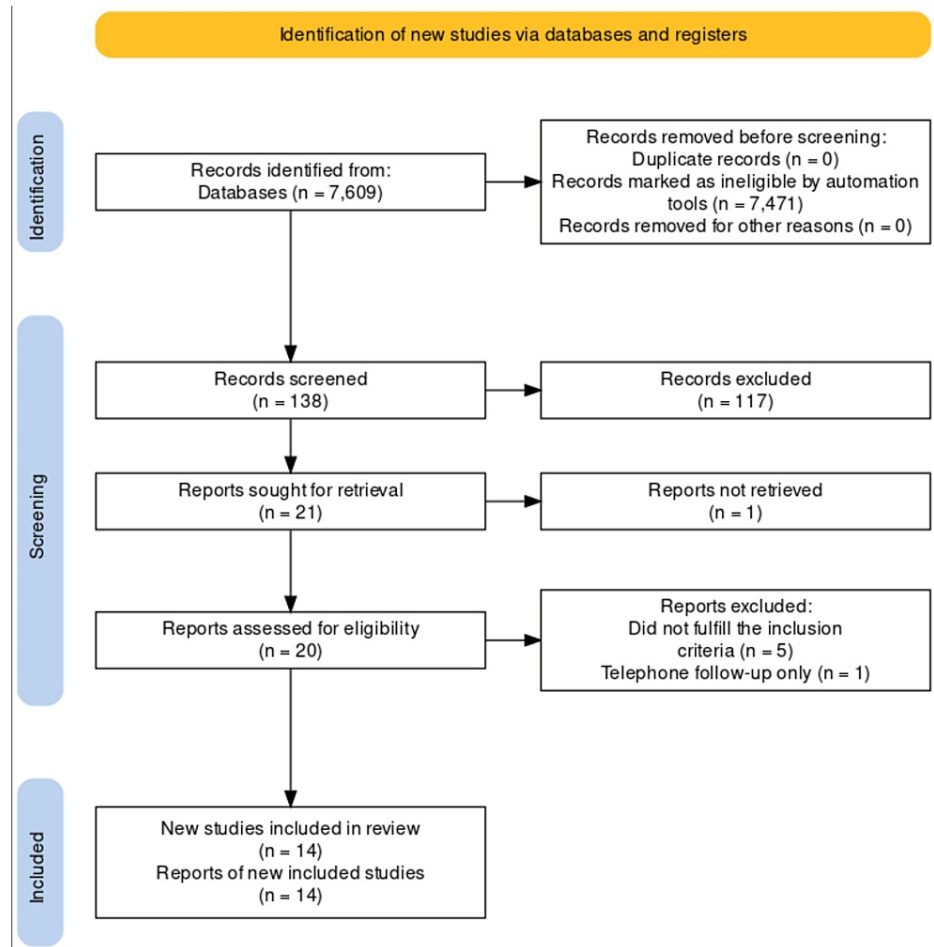 Identification of new studies via databases and registers
Identification
Records identified from:
Databases (n = 7,609)
Records removed before screening:
Duplicate records (n = 0)
Records marked as ineligible by automation
tools (n = 7,471)
Records removed for other reasons (n = 0)
Screening
Records screened
(n = 138)
Records excluded
(n = 117)
Reports sought for retrieval
(n = 21)
Reports not retrieved
(n = 1)
Reports assessed for eligibility
(n = 20)
Reports excluded:
Did not fulfill the inclusion
criteria (n = 5)
Telephone follow-up only (n = 1)
Included
New studies included in review
(n = 14)
Reports of new included studies
(n = 14)